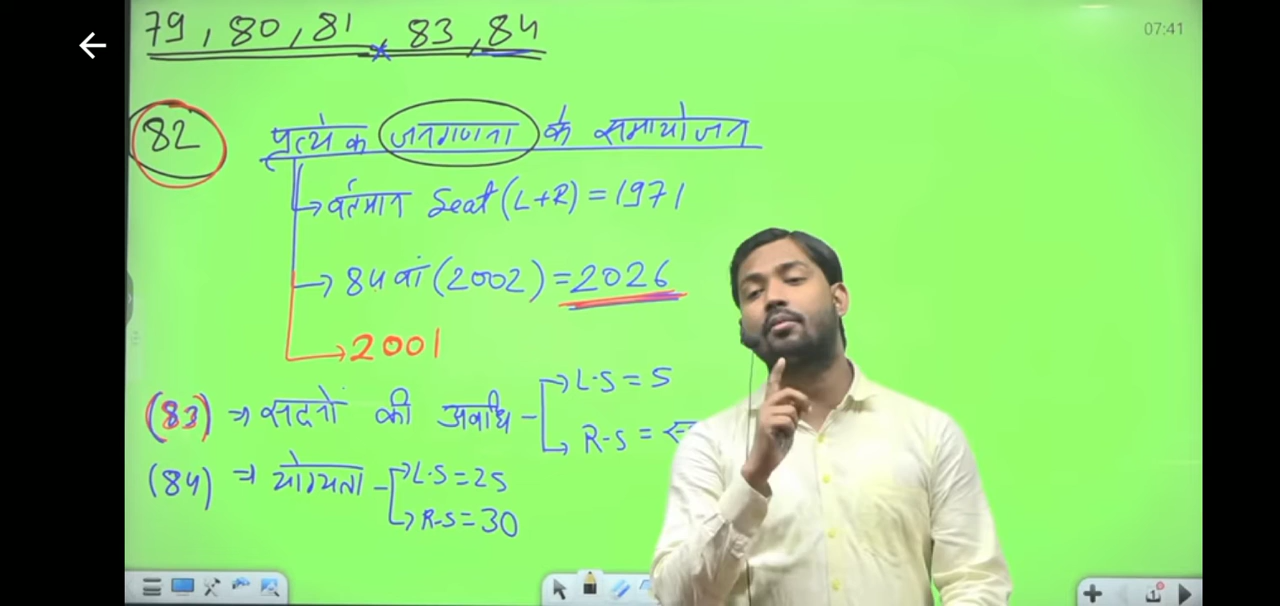 07:41
79, 80, 81, 83, 84
82 प्रत्येक जनगणना के समायोजन
→ वर्तमान Seat (L+R) = 1971
→ 84 वां (2002) = 2026
→ 2001
(83) ⇒ सदनों की अवधि → L.S = 5
→ R-S =
(84) ⇒ योग्यता → L.S = 25
→ R-S = 30